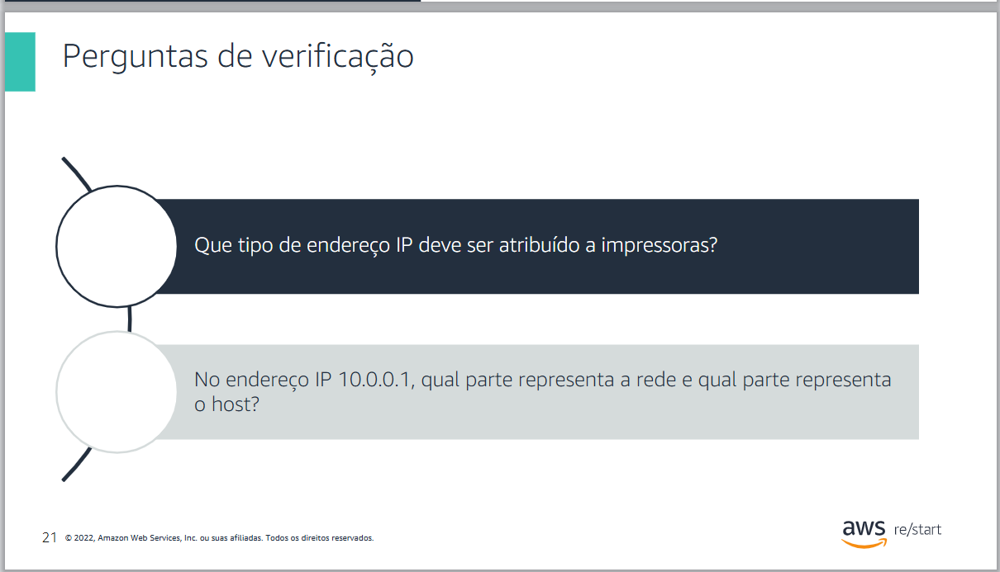 Perguntas de verificação
Que tipo de endereço IP deve ser atribuído a impressoras?
No endereço IP 10.0.0.1, qual parte representa a rede e qual parte representa
o host?
21 © 2022, Amazon Web Services, Inc. ou suas afiliadas. Todos os direitos reservados.
aws re/start